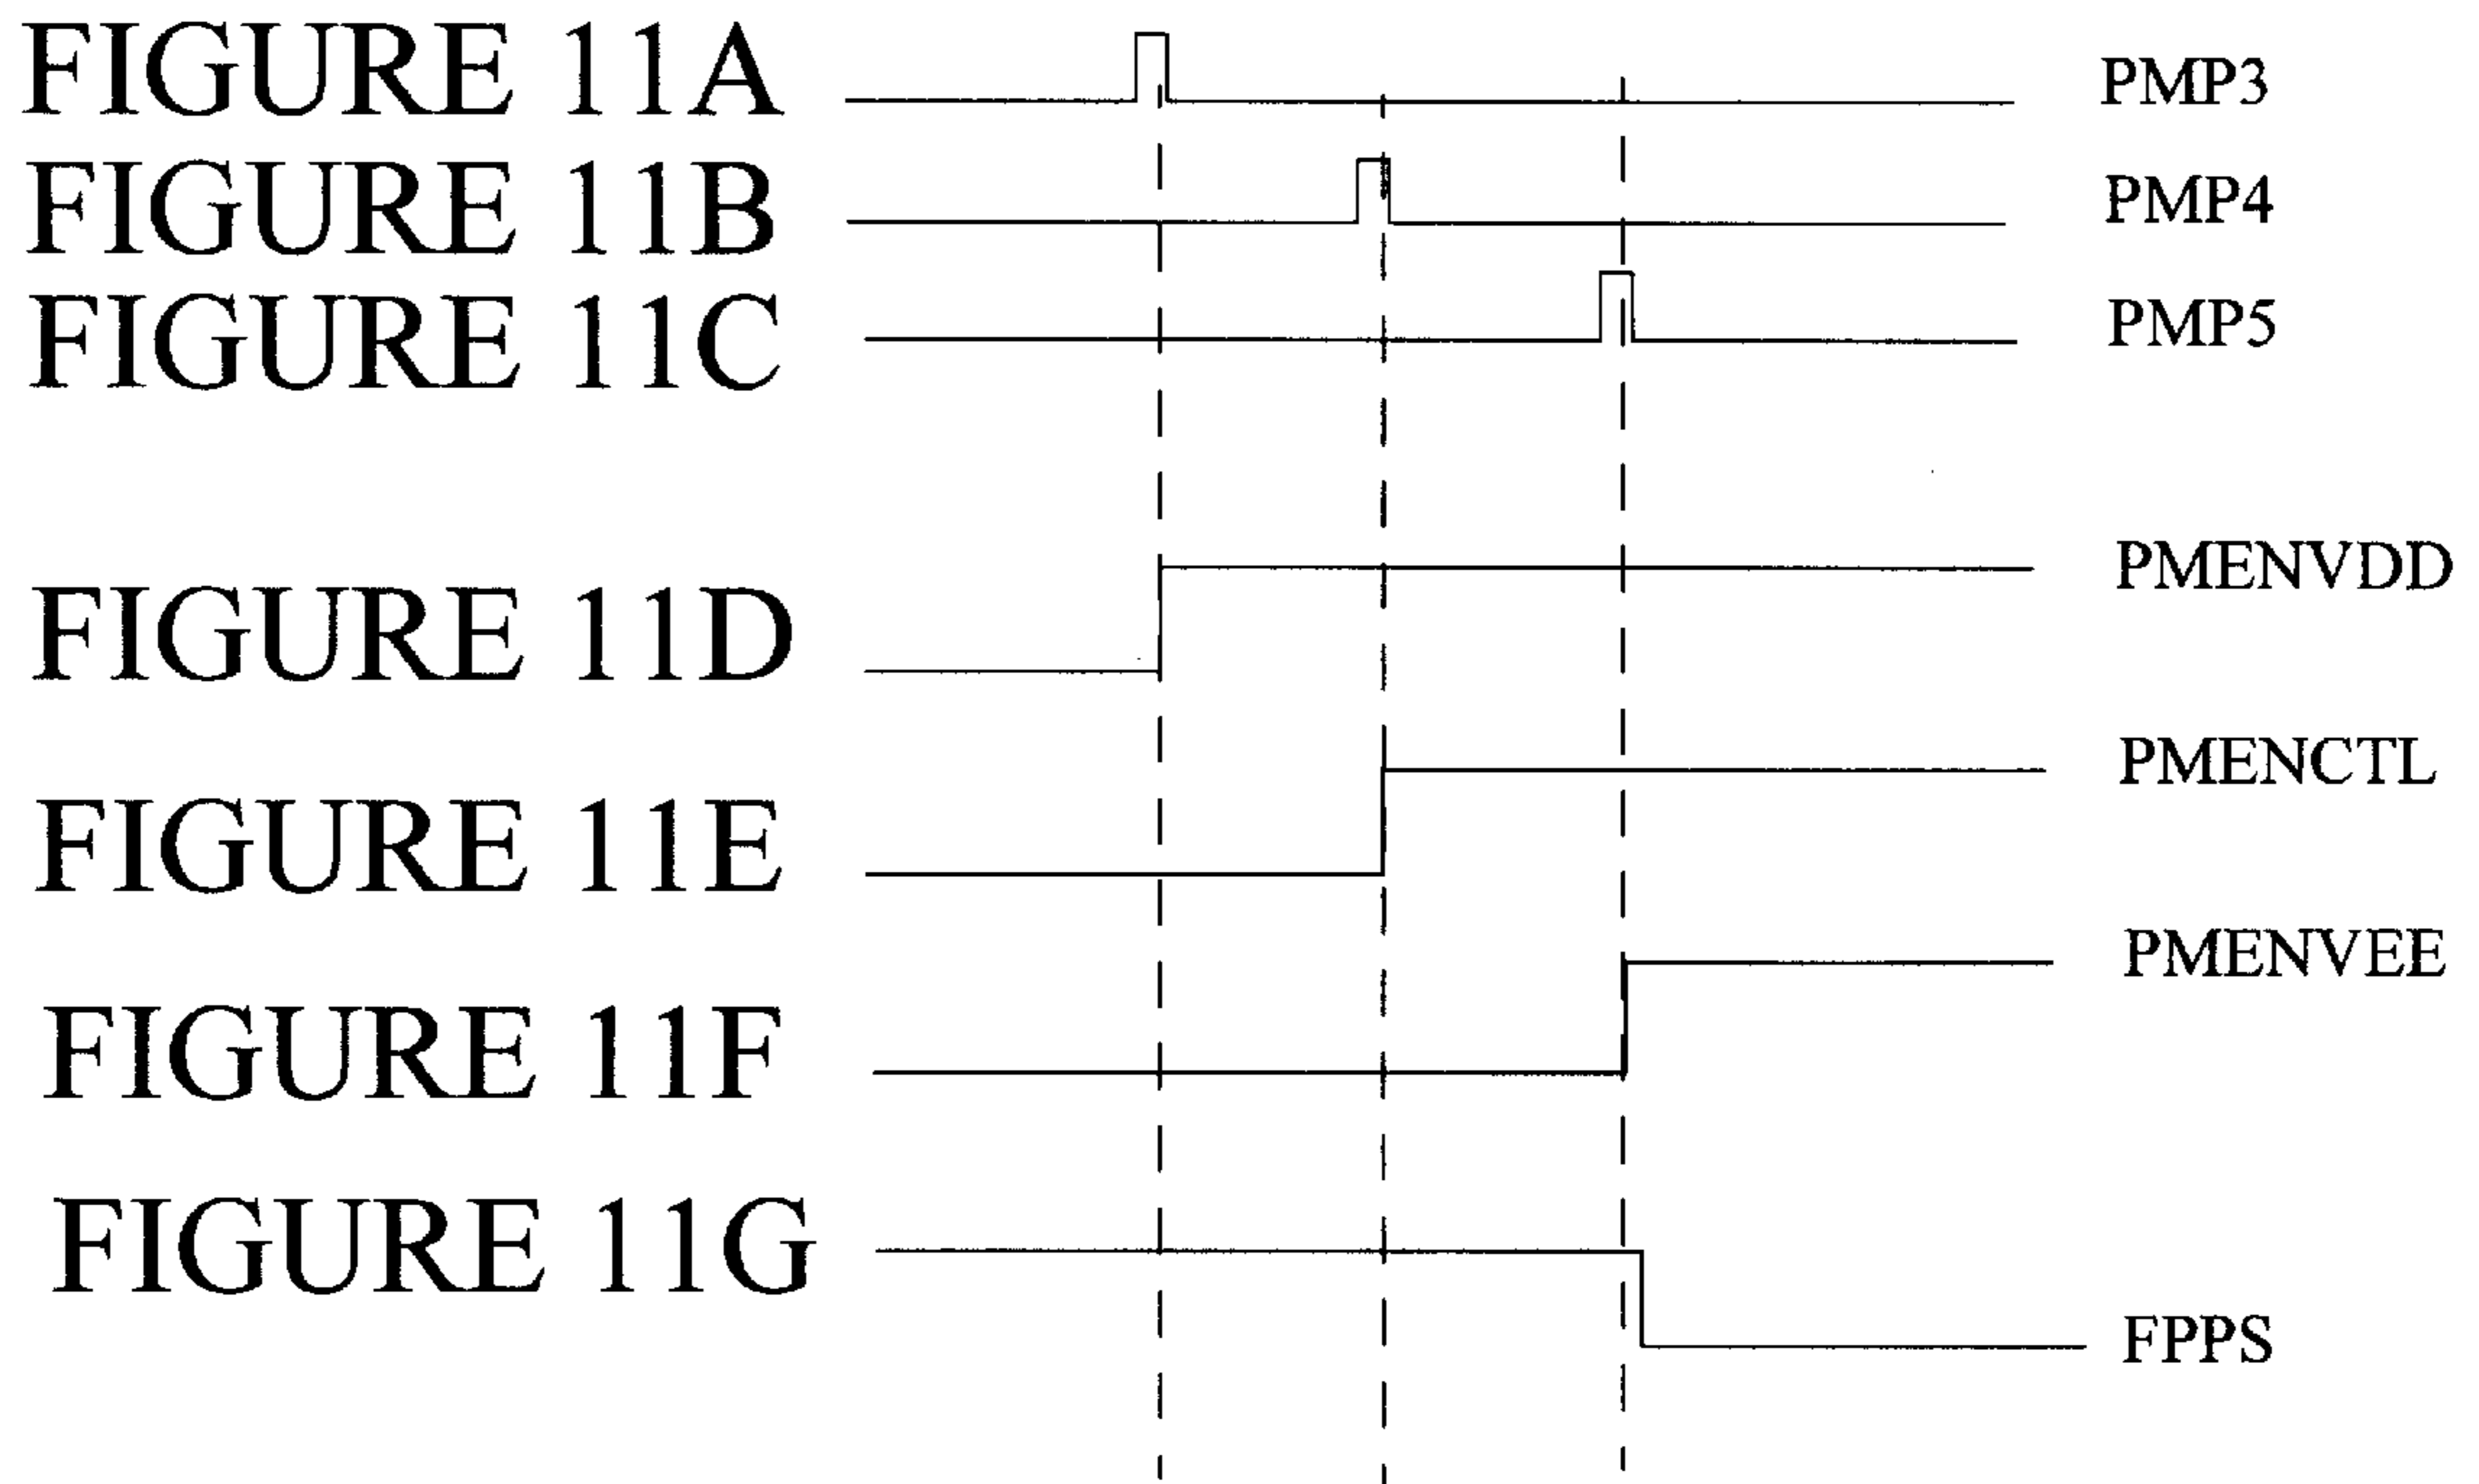 FIGURE 11A PMP3
FIGURE 11B PMP4
FIGURE 11C PMP5
FIGURE 11D PMENVDD
FIGURE 11E PMENCTL
FIGURE 11F PMENVEE
FIGURE 11G FPPS